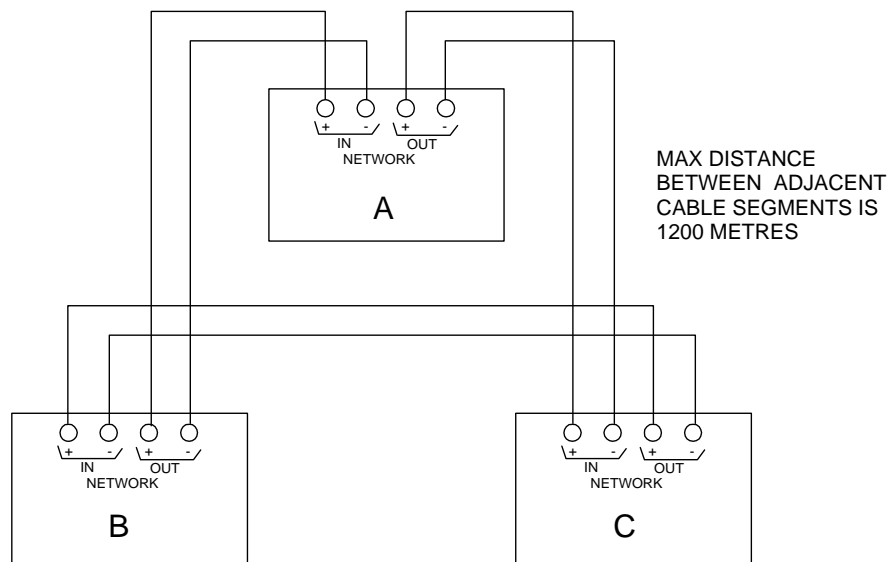 + - + -
IN OUT
NETWORK
A
MAX DISTANCE
BETWEEN ADJACENT
CABLE SEGMENTS IS
1200 METRES
+ - + -
IN OUT
NETWORK
B
+ - + -
IN OUT
NETWORK
C